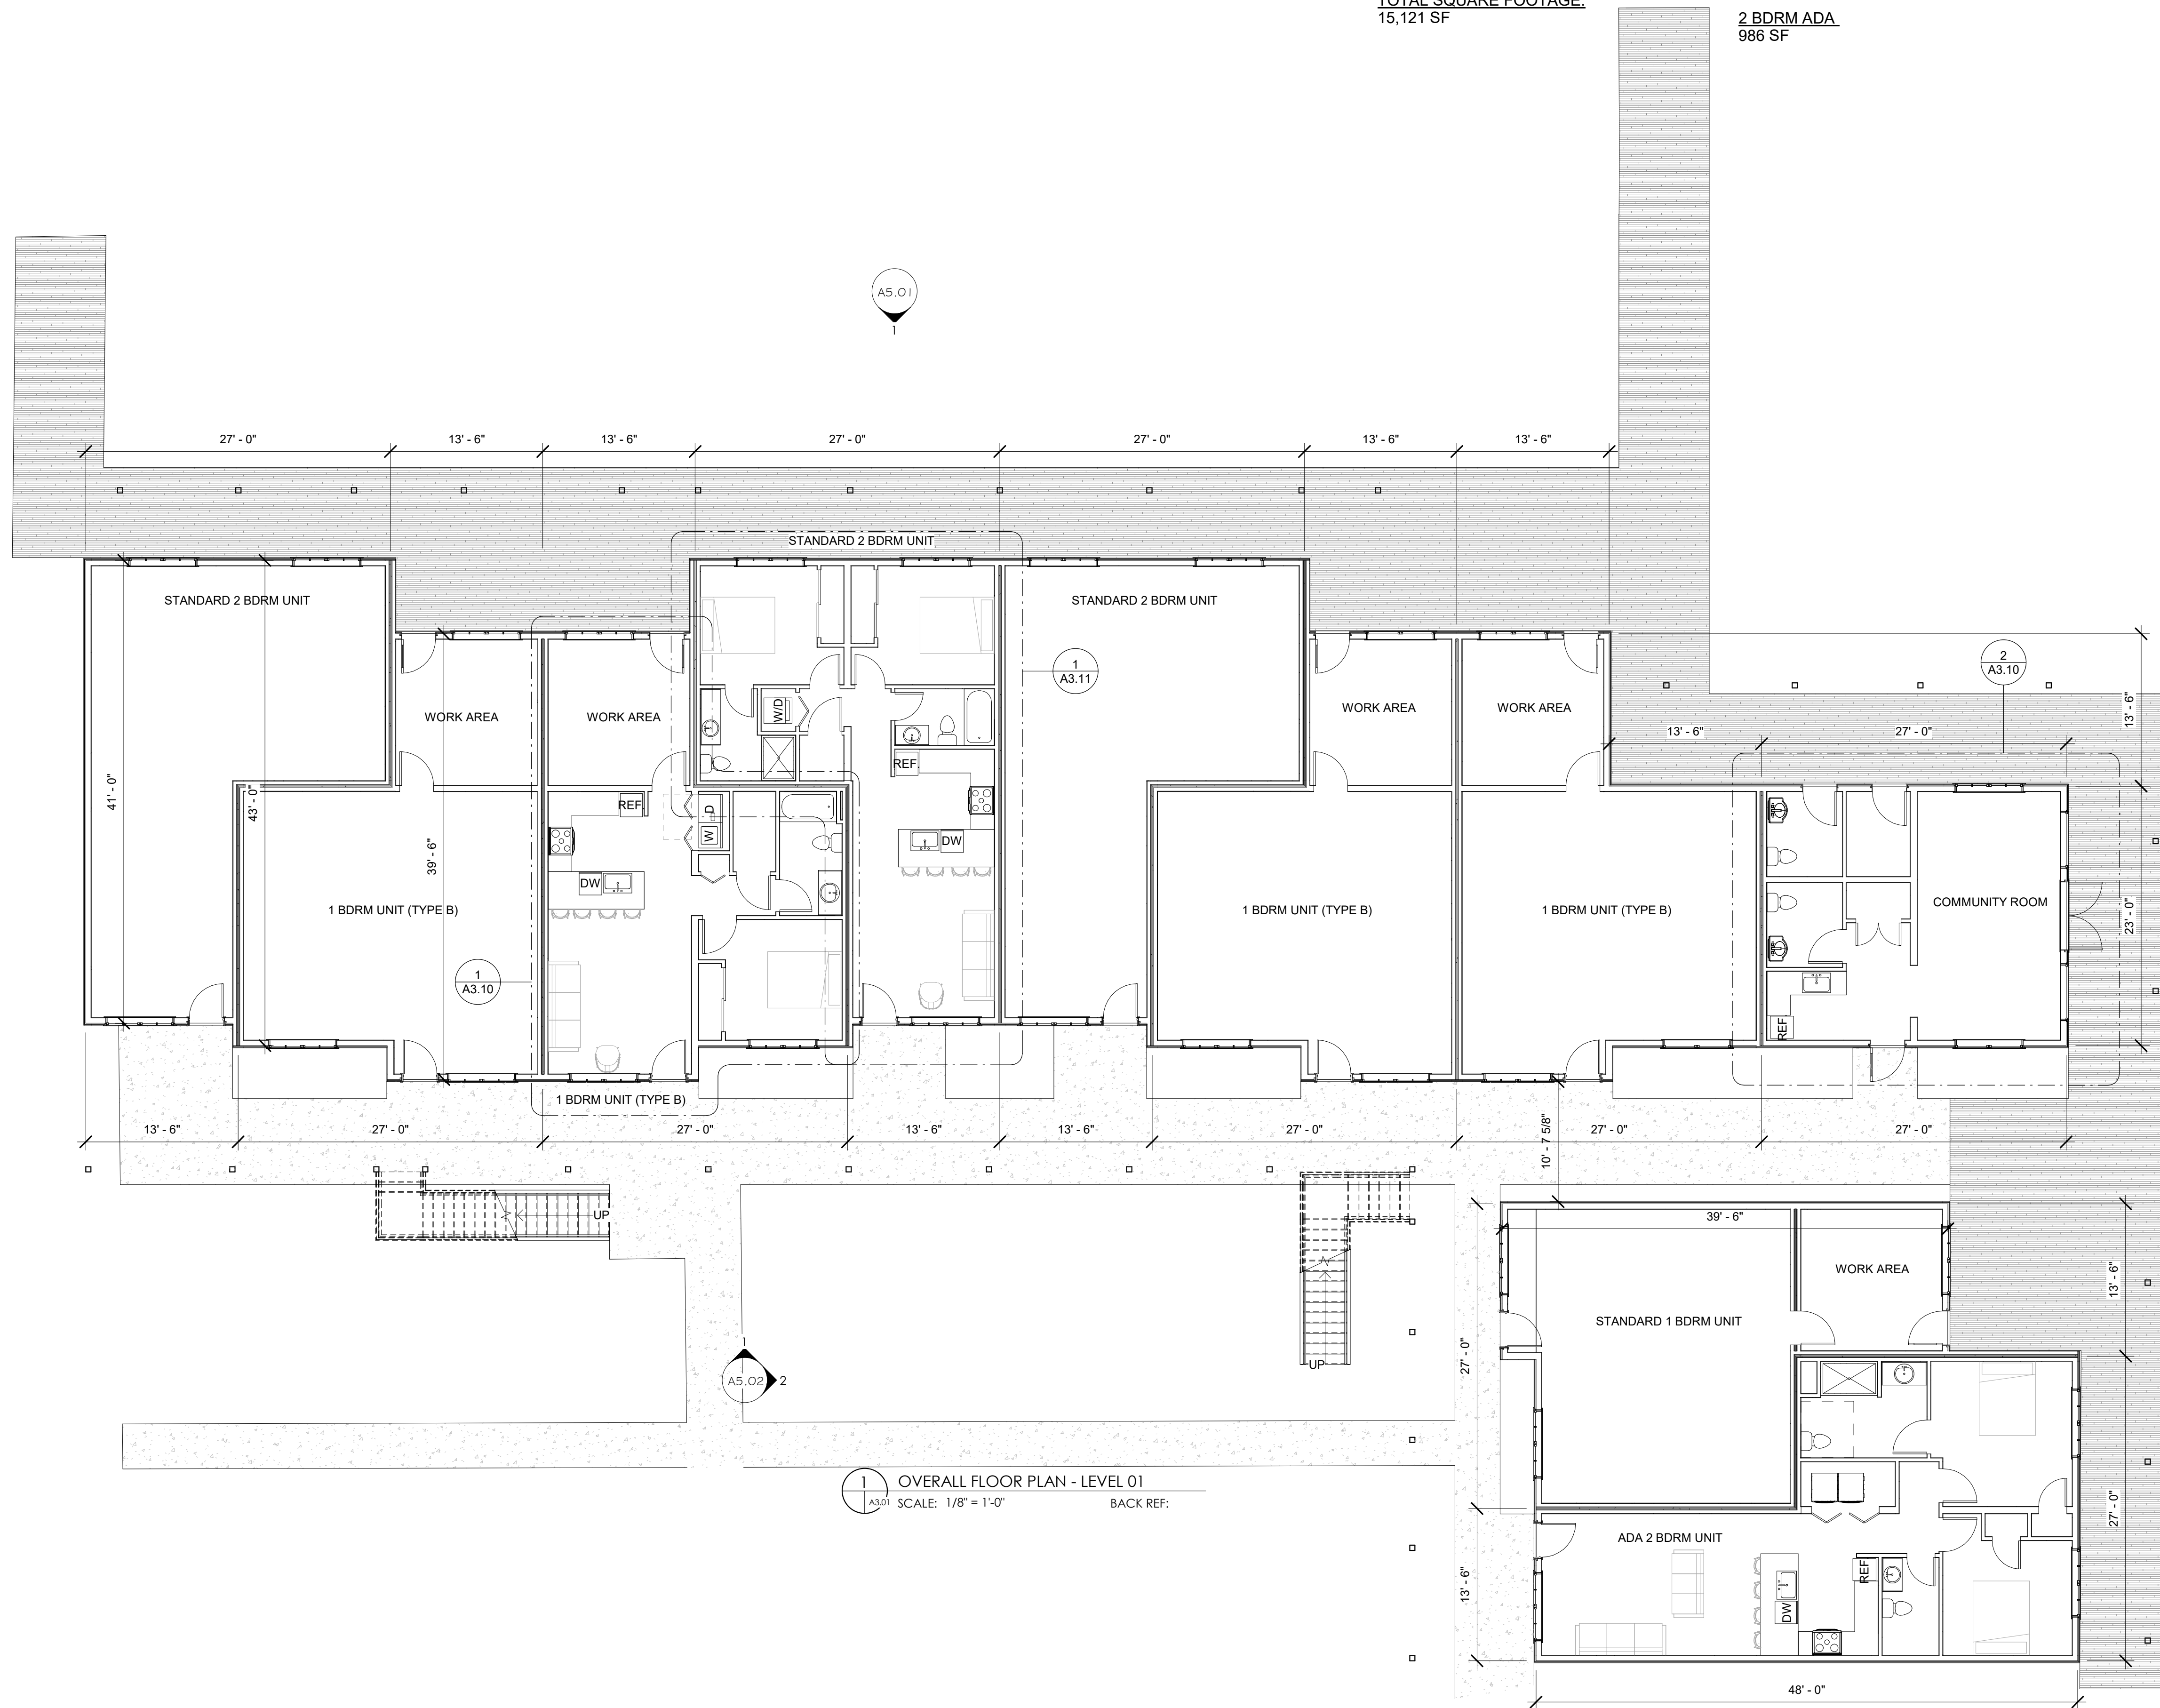 TOTAL SQUARE FOOTAGE:
15,121 SF
2 BDRM ADA
986 SF
A5.01
1
27' - 0"
13' - 6"
13' - 6"
27' - 0"
27' - 0"
13' - 6"
13' - 6"
STANDARD 2 BDRM UNIT
STANDARD 2 BDRM UNIT
STANDARD 2 BDRM UNIT
1
A3.11
2
A3.10
WORK AREA
WORK AREA
W/D
WORK AREA
WORK AREA
13' - 6"
13' - 6"
27' - 0"
REF.
41' - 0"
43' - 0"
39' - 6"
REF
D
W
DW
DW
1 BDRM UNIT (TYPE B)
1 BDRM UNIT (TYPE B)
1 BDRM UNIT (TYPE B)
COMMUNITY ROOM
23' - 0"
1
A3.10
REF
1 BDRM UNIT (TYPE B)
13' - 6"
27' - 0"
27' - 0"
13' - 6"
13' - 6"
27' - 0"
10' - 7 5/8"
27' - 0"
27' - 0"
UP
UP
39' - 6"
WORK AREA
13' - 6"
STANDARD 1 BDRM UNIT
27' - 0"
1
A5.02
2
1
A3.01
OVERALL FLOOR PLAN - LEVEL 01
SCALE: 1/8" = 1'-0"
BACK REF:
27' - 0"
ADA 2 BDRM UNIT
REF
DW
13' - 6"
48' - 0"